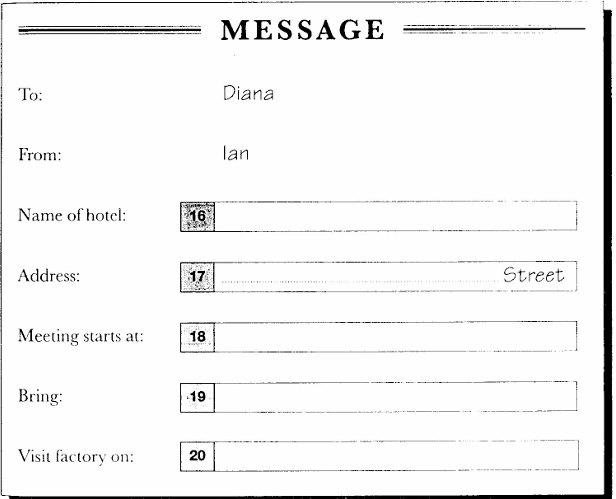 MESSAGE
To: Diana
From: Ian
Name of hotel: 16
Address: 17 Street
Meeting starts at: 18
Bring: 19
Visit factory on: 20